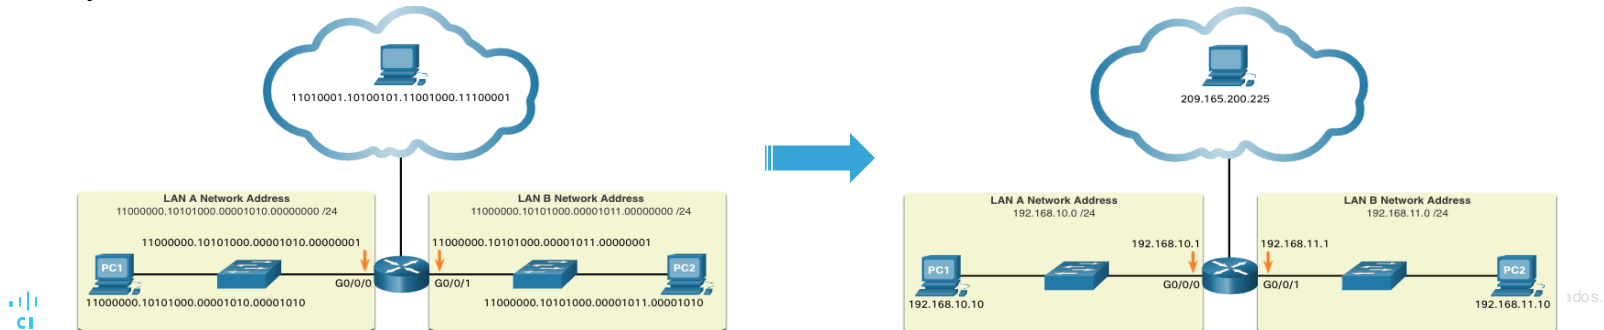 11010001.10100101.11001000.11100001
LAN A Network Address
11000000.10101000.00001010.00000000 /24
LAN B Network Address
11000000.10101000.00001011.00000000 /24
11000000.10101000.00001010.00000001
11000000.10101000.00001011.00000001
PC1
G0/0/0
G0/0/1
PC2
11000000.10101000.00001010.00001010
11000000.10101000.00001011.00001010
209.165.200.225
LAN A Network Address
192.168.10.0 /24
LAN B Network Address
192.168.11.0 /24
192.168.10.1
192.168.11.1
PC1
G0/0/0
G0/0/1
PC2
192.168.10.10
192.168.11.10